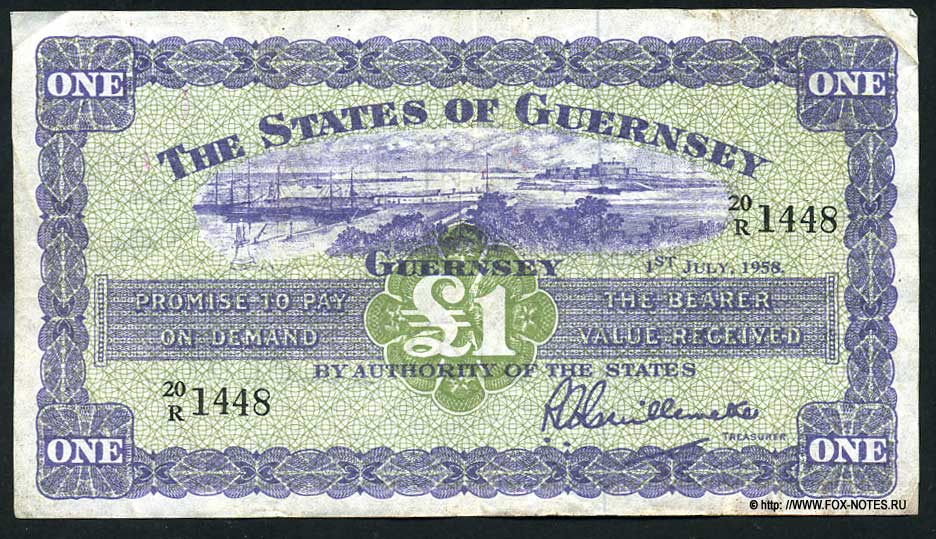 ONE ONE
THE STATES OF GUERNSEY
20/R 1448
GUERNSEY
1ST JULY, 1958.
PROMISE TO PAY THE BEARER
£1
ON DEMAND VALUE RECEIVED
BY AUTHORITY OF THE STATES
20/R 1448
TREASURER
ONE ONE
© http://WWW.FOX-NOTES.RU